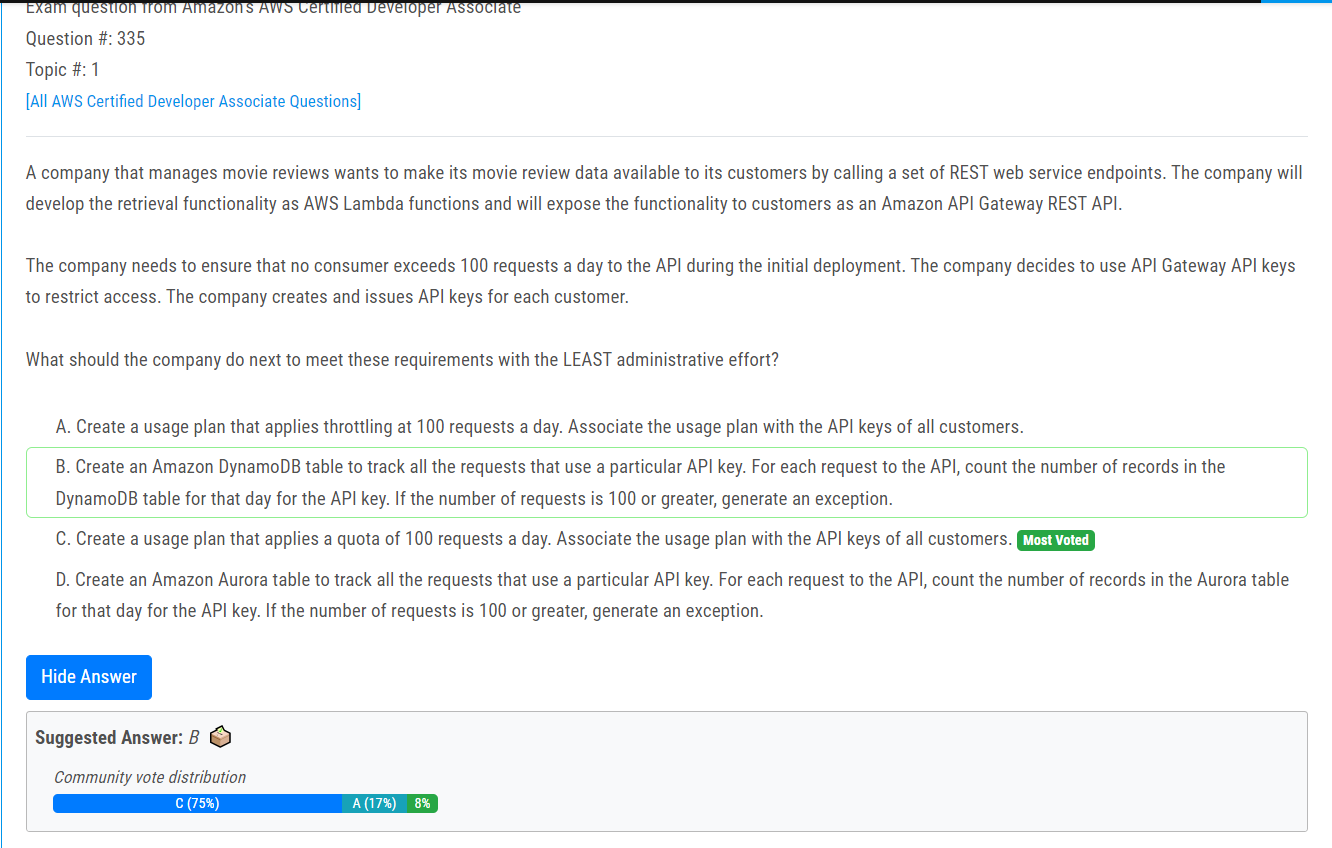 Exam question from Amazon's AWS Certified Developer Associate
Question #: 335
Topic #: 1
[All AWS Certified Developer Associate Questions]
A company that manages movie reviews wants to make its movie review data available to its customers by calling a set of REST web service endpoints. The company will
develop the retrieval functionality as AWS Lambda functions and will expose the functionality to customers as an Amazon API Gateway REST API.
The company needs to ensure that no consumer exceeds 100 requests a day to the API during the initial deployment. The company decides to use API Gateway API keys
to restrict access. The company creates and issues API keys for each customer.
What should the company do next to meet these requirements with the LEAST administrative effort?
A. Create a usage plan that applies throttling at 100 requests a day. Associate the usage plan with the API keys of all customers.
B. Create an Amazon DynamoDB table to track all the requests that use a particular API key. For each request to the API, count the number of records in the
DynamoDB table for that day for the API key. If the number of requests is 100 or greater, generate an exception.
C. Create a usage plan that applies a quota of 100 requests a day. Associate the usage plan with the API keys of all customers. Most Voted
D. Create an Amazon Aurora table to track all the requests that use a particular API key. For each request to the API, count the number of records in the Aurora table
for that day for the API key. If the number of requests is 100 or greater, generate an exception.
Hide Answer
Suggested Answer: B
Community vote distribution
C (75%) A (17%) 8%